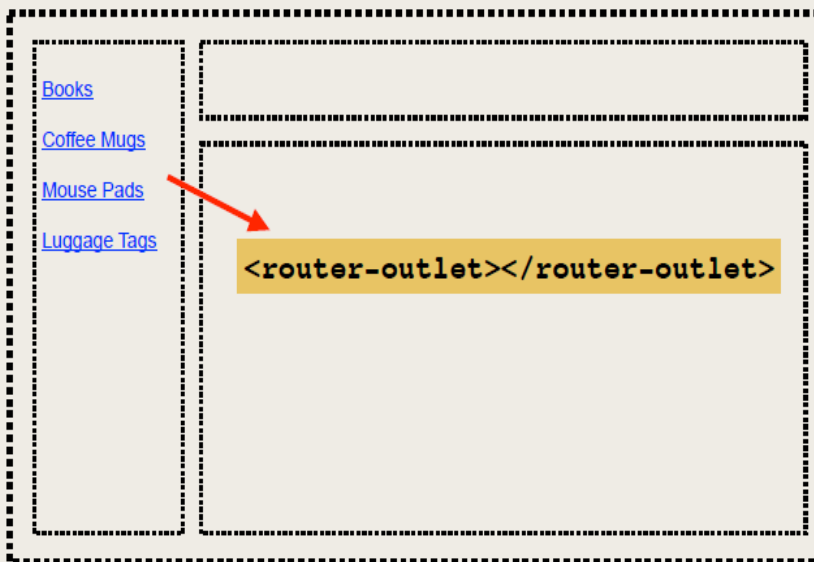 Books
Coffee Mugs
Mouse Pads
Luggage Tags
<router-outlet></router-outlet>